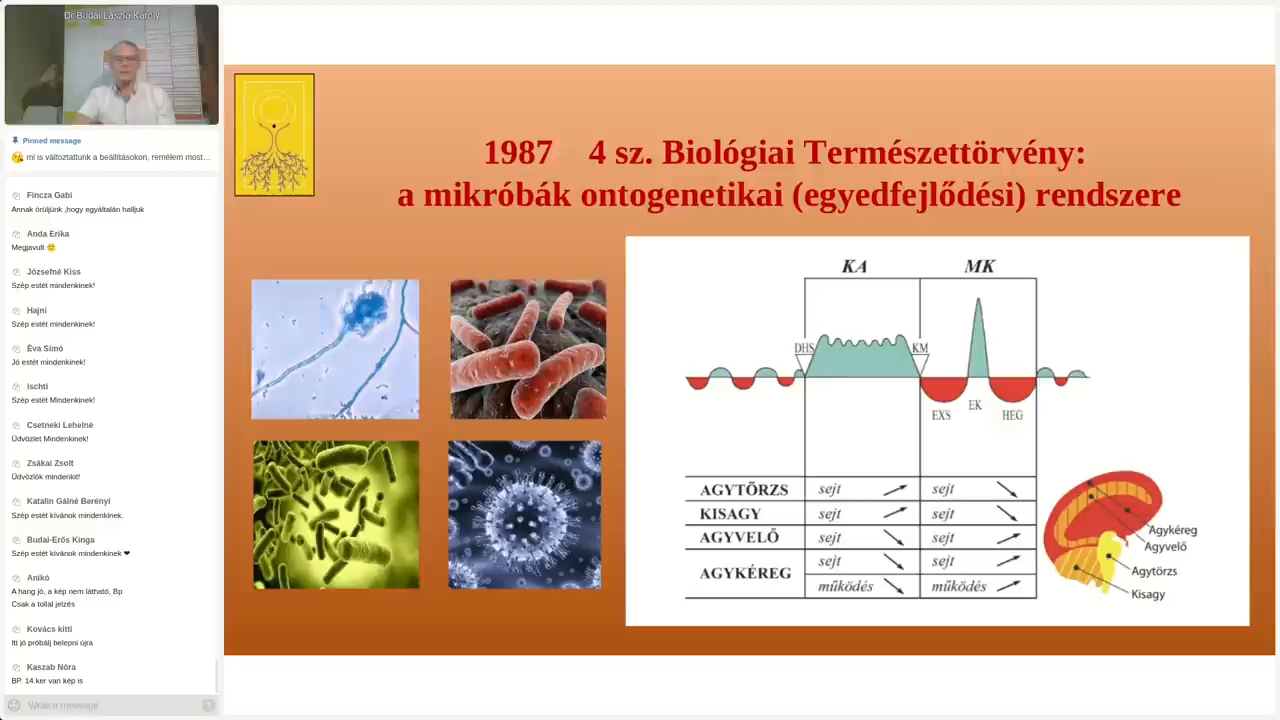 Dr Budai László Károly
Pinned message
mi is változtattunk a beállításokon, remélem most...
Fincza Gabi
Annak örüljünk ,hogy egyáltalán halljuk
Anda Erika
Megjavult
Józsefné Kiss
Szép estét mindenkinek!
Hajni
Szép estét mindenkinek!
Éva Simó
Jó estét mindenkinek!
ischti
Szép estét Mindenkinek!
Csetneki Lehelné
Üdvözlet Mindenkinek!
Zsákai Zsolt
Üdvözlök mindenkit!
Katalin Gálné Berényi
Szép estét kívánok mindenkinek.
Budai-Erős Kinga
Szép estét kívánok mindenkinek ❤
Anikó
A hang jó, a kép nem látható, Bp
Csak a tollal jelzés
Kovács kitti
Itt jó próbálj belepni újra
Kaszab Nóra
BP. 14.ker van kép is
Write a message
1987 4 sz. Biológiai Természettörvény:
a mikróbák ontogenetikai (egyedfejlődési) rendszere
KA MK
DHS KM
EXS EK HEG
AGYTÖRZS sejt sejt
KISAGY sejt sejt
AGYVELŐ sejt sejt
AGYKÉREG sejt sejt
működés működés
Agykéreg
Agyvelő
Agytörzs
Kisagy